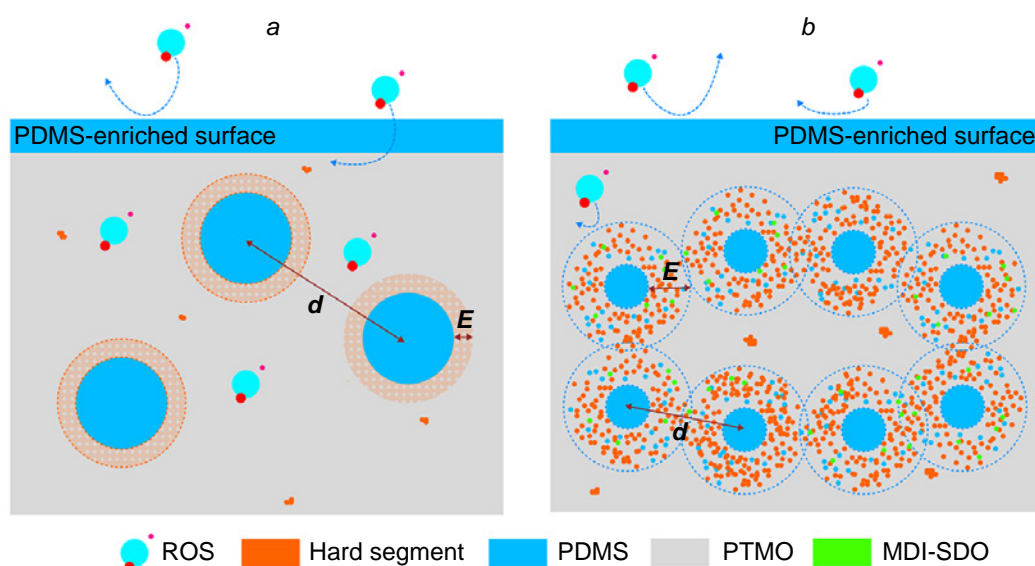 a
b
PDMS-enriched surface
PDMS-enriched surface
d
E
E
d
ROS
Hard segment
PDMS
PTMO
MDI-SDO